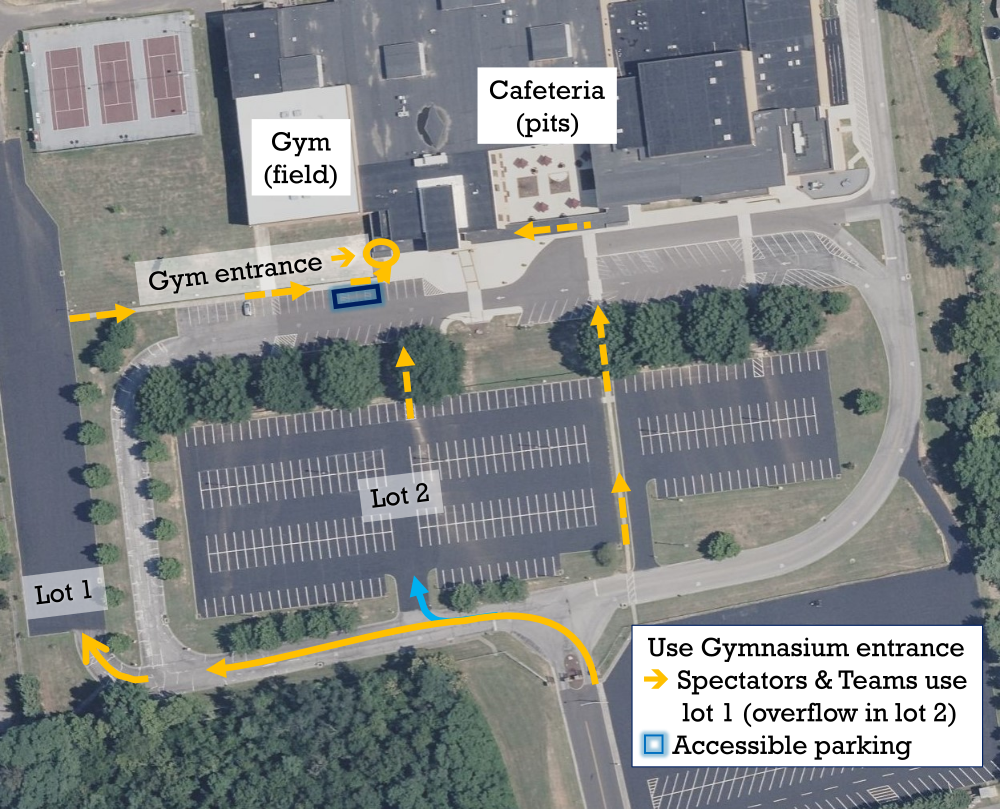 Cafeteria
(pits)
Gym
(field)
Gym entrance
Lot 2
Lot 1
Use Gymnasium entrance
Spectators & Teams use
lot 1 (overflow in lot 2)
Accessible parking